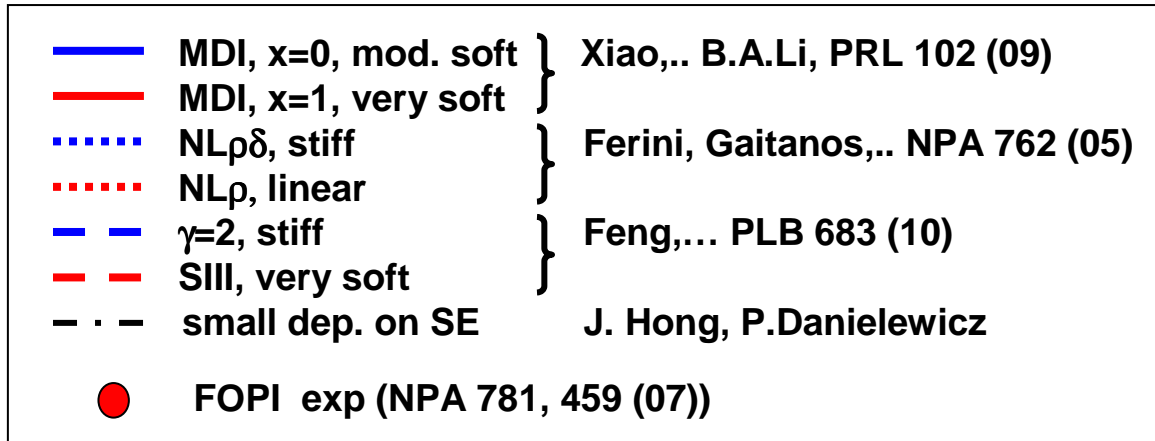 MDI, x=0, mod. soft } Xiao,.. B.A.Li, PRL 102 (09)
MDI, x=1, very soft
NLρδ, stiff } Ferini, Gaitanos,.. NPA 762 (05)
NLρ, linear
γ=2, stiff } Feng,... PLB 683 (10)
SIII, very soft
small dep. on SE J. Hong, P.Danielewicz
FOPI exp (NPA 781, 459 (07))